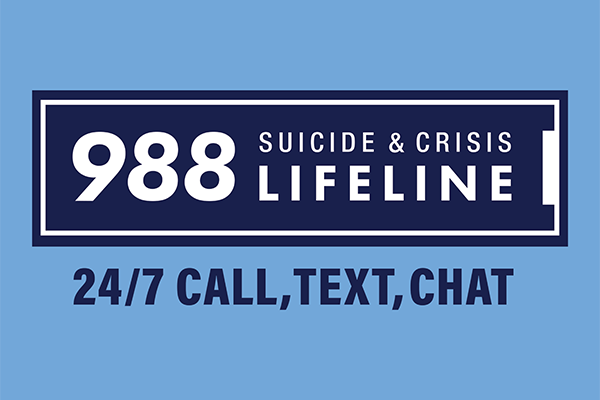 988 SUICIDE & CRISIS
LIFELINE
24/7 CALL, TEXT, CHAT